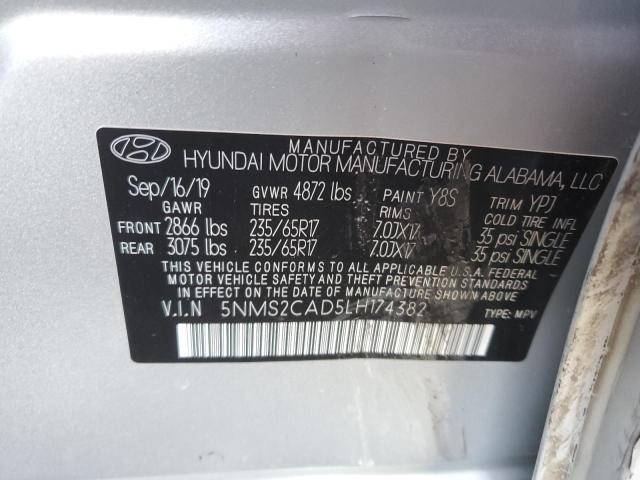 MANUFACTURED BY
HYUNDAI MOTOR MANUFACTURING ALABAMA, LLC
Sep/16/19 GVWR 4872 lbs PAINT Y8S TRIM YPJ
GAWR TIRES RIMS COLD TIRE INFL
FRONT 2866 lbs 235/65R17 7.0JX17 35 psi SINGLE
REAR 3075 lbs 235/65R17 7.0JX17 35 psi SINGLE
THIS VEHICLE CONFORMS TO ALL APPLICABLE U.S.A. FEDERAL
MOTOR VEHICLE SAFETY AND THEFT PREVENTION STANDARDS IN
EFFECT ON THE DATE OF MANUFACTURE SHOWN ABOVE.
V.I.N 5NMS2CAD5LH174382 TYPE: MPV